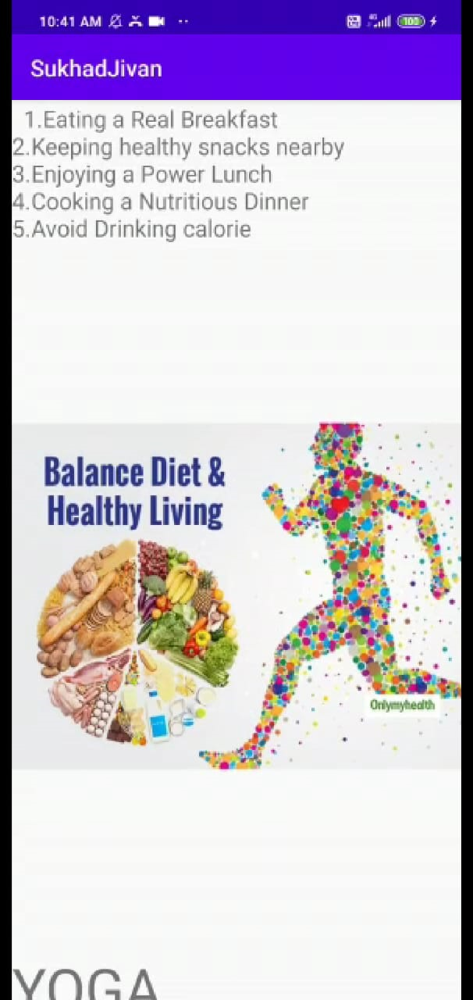 10:41 AM
100
SukhadJivan
1.Eating a Real Breakfast
2.Keeping healthy snacks nearby
3.Enjoying a Power Lunch
4.Cooking a Nutritious Dinner
5.Avoid Drinking calorie
Balance Diet &
Healthy Living
Onlymyhealth
YOGA